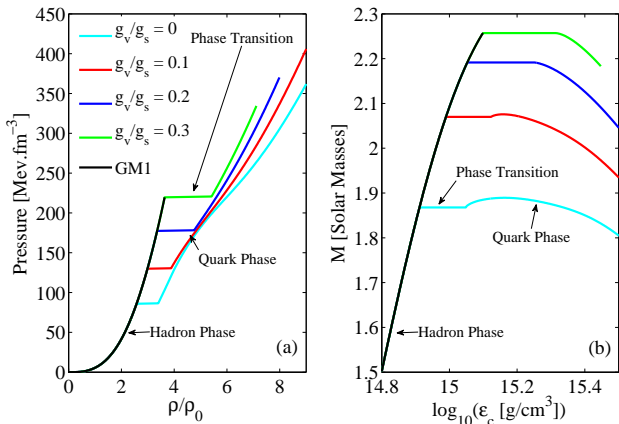 Pressure [Mev.fm⁻³]
450
400
350
300
250
200
150
100
50
0
g_v/g_s = 0
g_v/g_s = 0.1
g_v/g_s = 0.2
g_v/g_s = 0.3
GM1
Phase Transition
Quark Phase
Hadron Phase
(a)
0 2 4 6 8
ρ/ρ₀
M [Solar Masses]
2.3
2.2
2.1
2
1.9
1.8
1.7
1.6
1.5
Phase Transition
Quark Phase
Hadron Phase
(b)
14.8 15 15.2 15.4
log₁₀(ε_c [g/cm³])